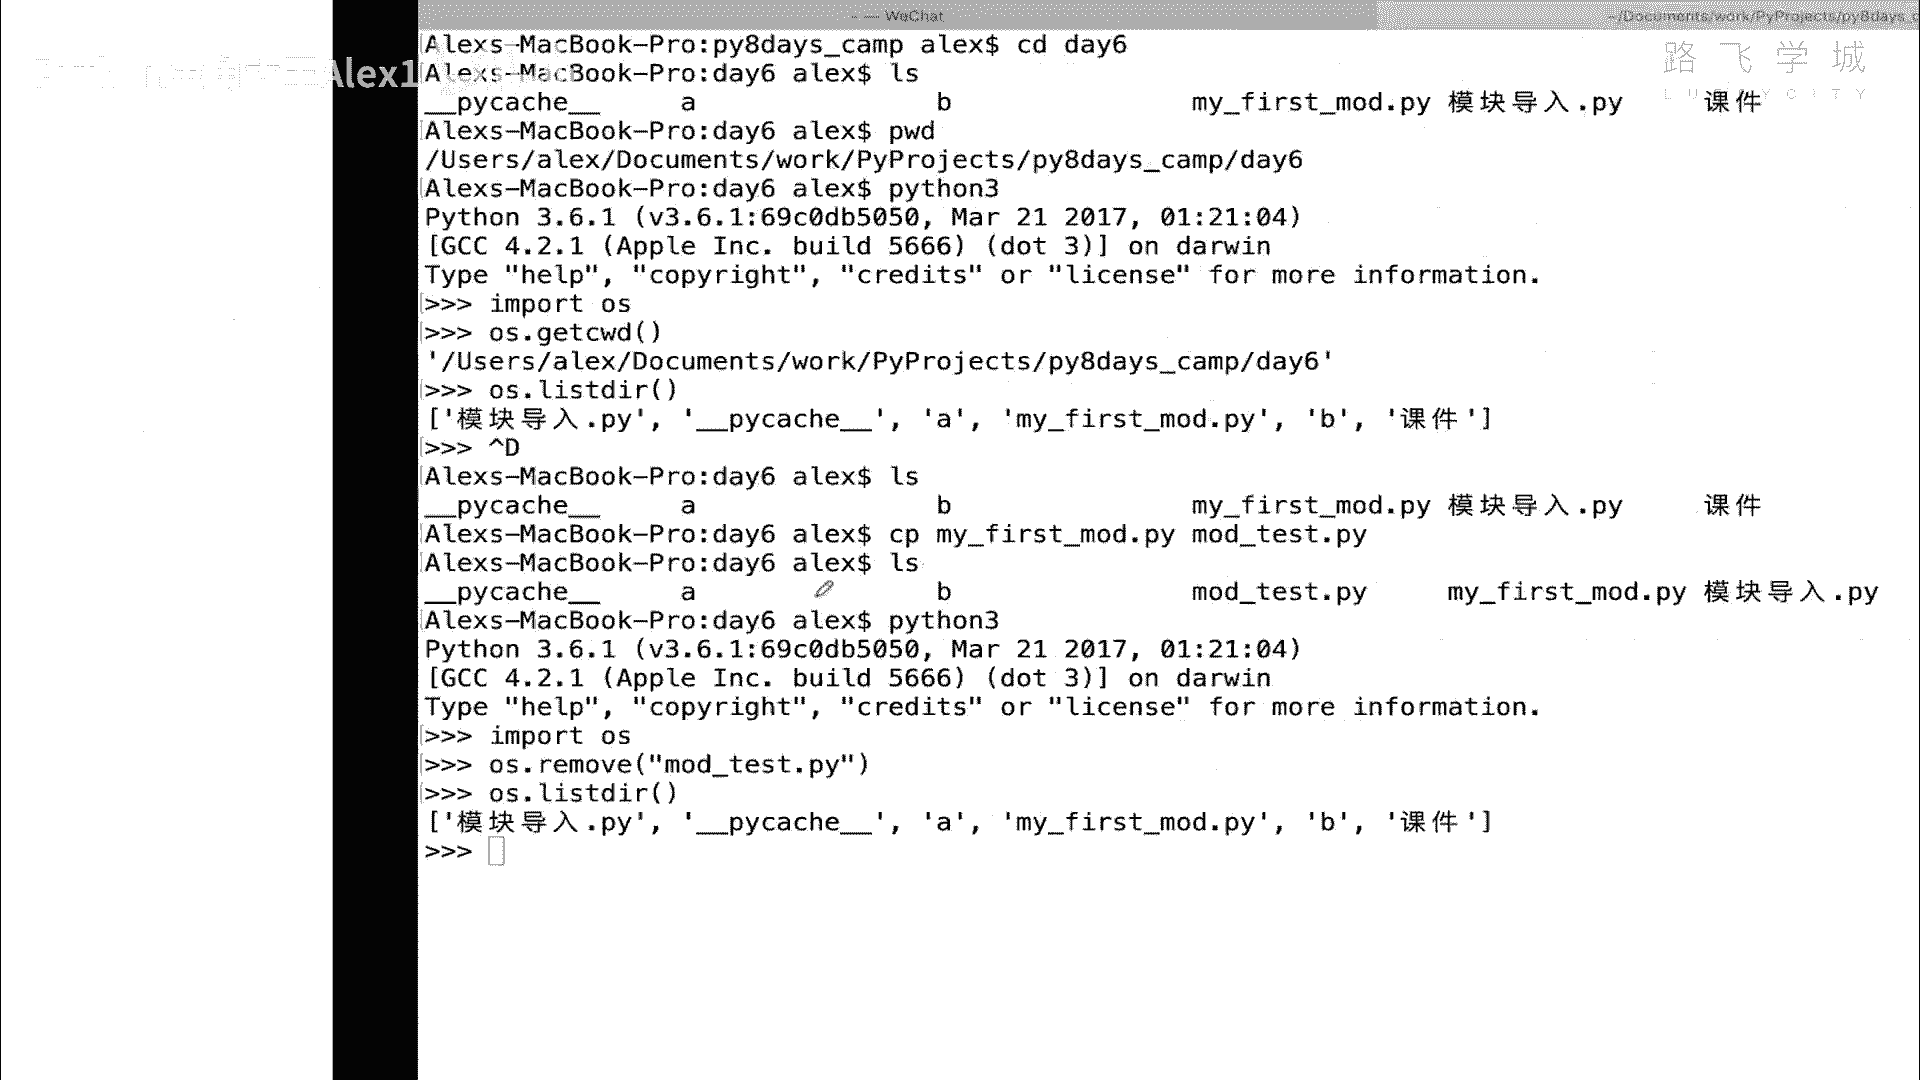 - — WeChat
~/Documents/work/PyProjects/py8days_c
Alexs-MacBook-Pro:py8days_camp alex$ cd day6
Alexs-MacBook-Pro:day6 alex$ ls
__pycache__ a b my_first_mod.py 模块导入.py 课件
Alexs-MacBook-Pro:day6 alex$ pwd
/Users/alex/Documents/work/PyProjects/py8days_camp/day6
Alexs-MacBook-Pro:day6 alex$ python3
Python 3.6.1 (v3.6.1:69c0db5050, Mar 21 2017, 01:21:04)
[GCC 4.2.1 (Apple Inc. build 5666) (dot 3)] on darwin
Type "help", "copyright", "credits" or "license" for more information.
>>> import os
>>> os.getcwd()
'/Users/alex/Documents/work/PyProjects/py8days_camp/day6'
>>> os.listdir()
['模块导入.py', '__pycache__', 'a', 'my_first_mod.py', 'b', '课件']
>>> ^D
Alexs-MacBook-Pro:day6 alex$ ls
__pycache__ a b my_first_mod.py 模块导入.py 课件
Alexs-MacBook-Pro:day6 alex$ cp my_first_mod.py mod_test.py
Alexs-MacBook-Pro:day6 alex$ ls
__pycache__ a b mod_test.py my_first_mod.py 模块导入.py
Alexs-MacBook-Pro:day6 alex$ python3
Python 3.6.1 (v3.6.1:69c0db5050, Mar 21 2017, 01:21:04)
[GCC 4.2.1 (Apple Inc. build 5666) (dot 3)] on darwin
Type "help", "copyright", "credits" or "license" for more information.
>>> import os
>>> os.remove("mod_test.py")
>>> os.listdir()
['模块导入.py', '__pycache__', 'a', 'my_first_mod.py', 'b', '课件']
>>>
Alex1
路飞学城